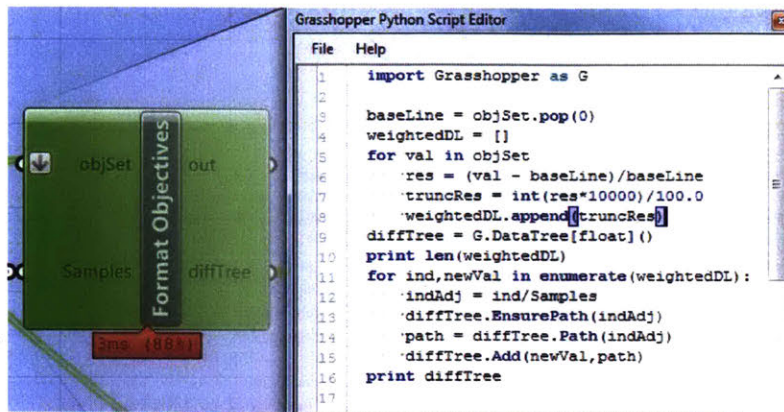 Grasshopper Python Script Editor
File Help
objSet
out
Format Objectives
Samples
diffTree
3ms (88%)
1 import Grasshopper as G
2
3 baseLine = objSet.pop(0)
4 weightedDL = []
5 for val in objSet
6 res = (val - baseLine)/baseLine
7 truncRes = int(res*10000)/100.0
8 weightedDL.append(truncRes)
9 diffTree = G.DataTree[float]()
10 print len(weightedDL)
11 for ind,newVal in enumerate(weightedDL):
12 indAdj = ind/Samples
13 diffTree.EnsurePath(indAdj)
14 path = diffTree.Path(indAdj)
15 diffTree.Add(newVal,path)
16 print diffTree
17